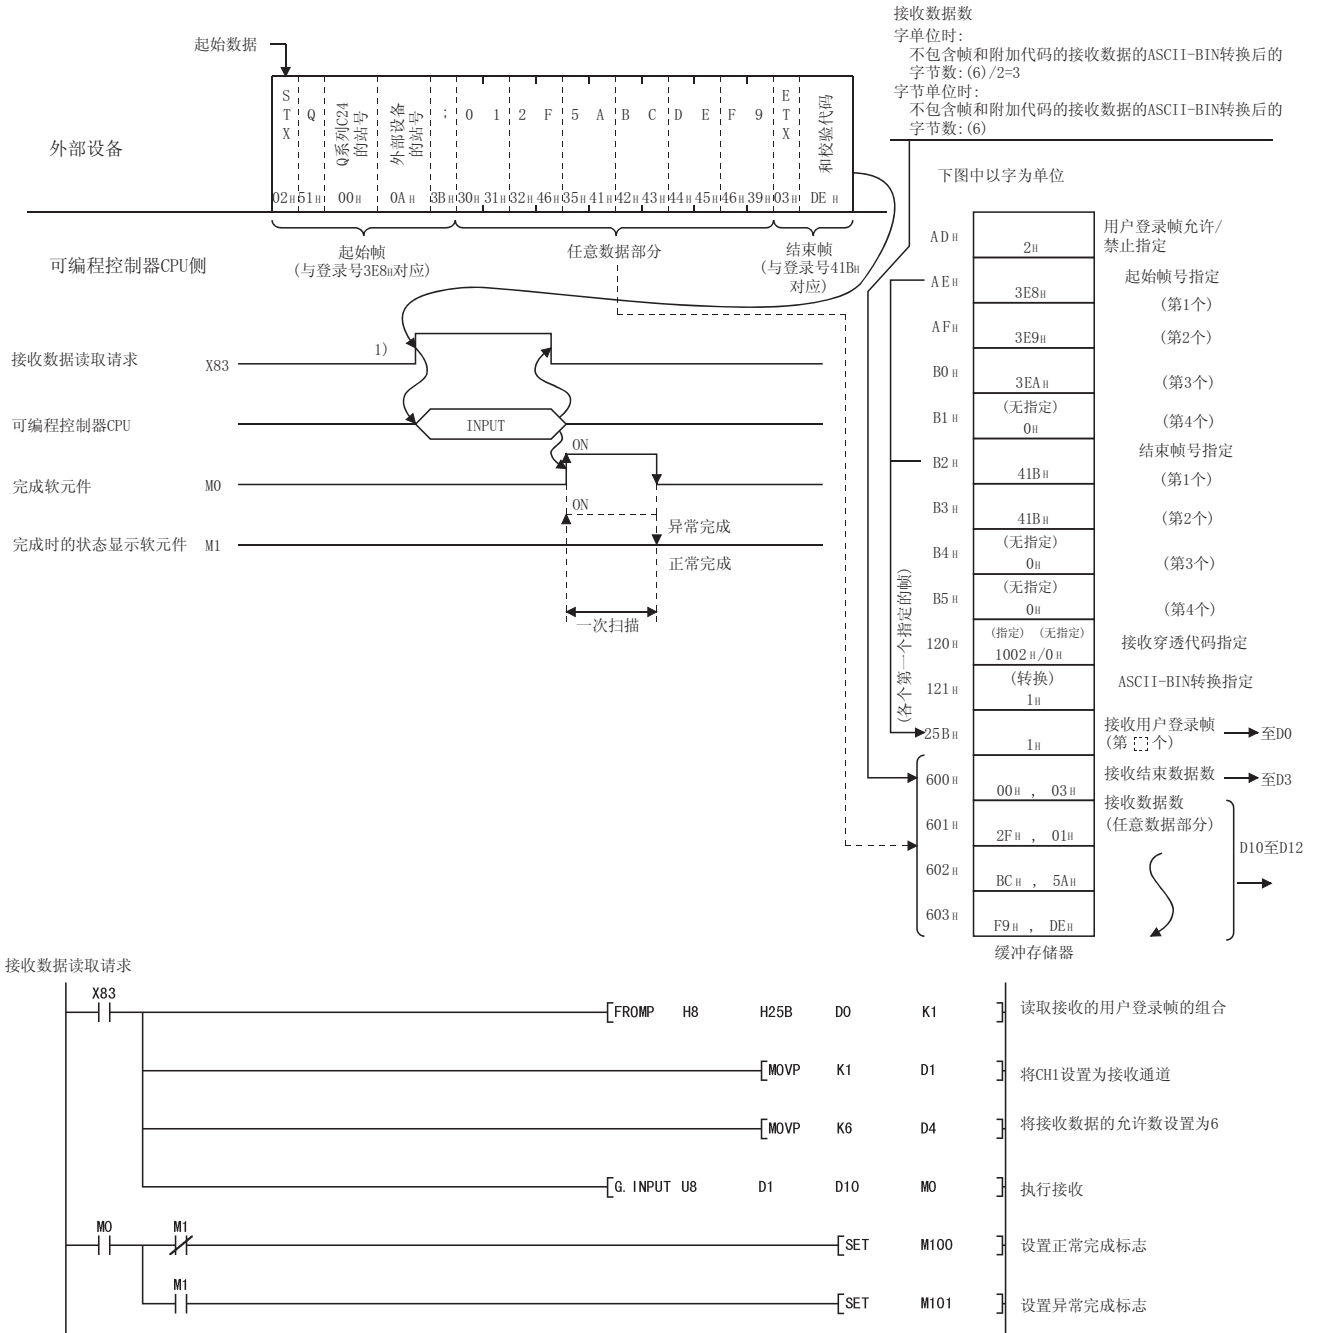 接收数据数
字单位时:
不包含帧和附加代码的接收数据的ASCII-BIN转换后的
字节数:(6)/2=3
字节单位时:
不包含帧和附加代码的接收数据的ASCII-BIN转换后的
字节数:(6)
起始数据
外部设备
STX Q Q系列C24的站号 外部设备的站号 ; 0 1 2 F 5 A B C D E F 9 ETX 和校验代码
02H 51H 00H 0AH 3BH 30H 31H 32H 46H 35H 41H 42H 43H 44H 45H 46H 39H 03H DE H
起始帧
(与登录号3E8H对应)
任意数据部分
结束帧
(与登录号41BH
对应)
可编程控制器CPU侧
接收数据读取请求 X83
1)
可编程控制器CPU
INPUT
完成软元件 M0
ON
ON
异常完成
完成时的状态显示软元件 M1
正常完成
一次扫描
下图中以字为单位
ADH 2H 用户登录帧允许/
禁止指定
AEH 3E8H 起始帧号指定
(第1个)
AFH 3E9H (第2个)
B0H 3EAH (第3个)
B1H (无指定)
0H (第4个)
结束帧号指定
B2H 41BH (第1个)
B3H 41BH (第2个)
B4H (无指定)
0H (第3个)
B5H (无指定)
0H (第4个)
120H (指定) (无指定)
1002H/0H 接收穿透代码指定
121H (转换)
1H ASCII-BIN转换指定
(各个第一个指定的帧)
25BH 1H 接收用户登录帧
(第 个) 至D0
600H 00H , 03H 接收结束数据数 至D3
601H 2FH , 01H 接收数据数
(任意数据部分)
602H BCH , 5AH D10至D12
603H F9H , DEH
缓冲存储器
接收数据读取请求
X83
FROMP H8 H25B D0 K1 读取接收的用户登录帧的组合
MOVP K1 D1 将CH1设置为接收通道
MOVP K6 D4 将接收数据的允许数设置为6
G.INPUT U8 D1 D10 M0 执行接收
M0 M1
SET M100 设置正常完成标志
M1
SET M101 设置异常完成标志